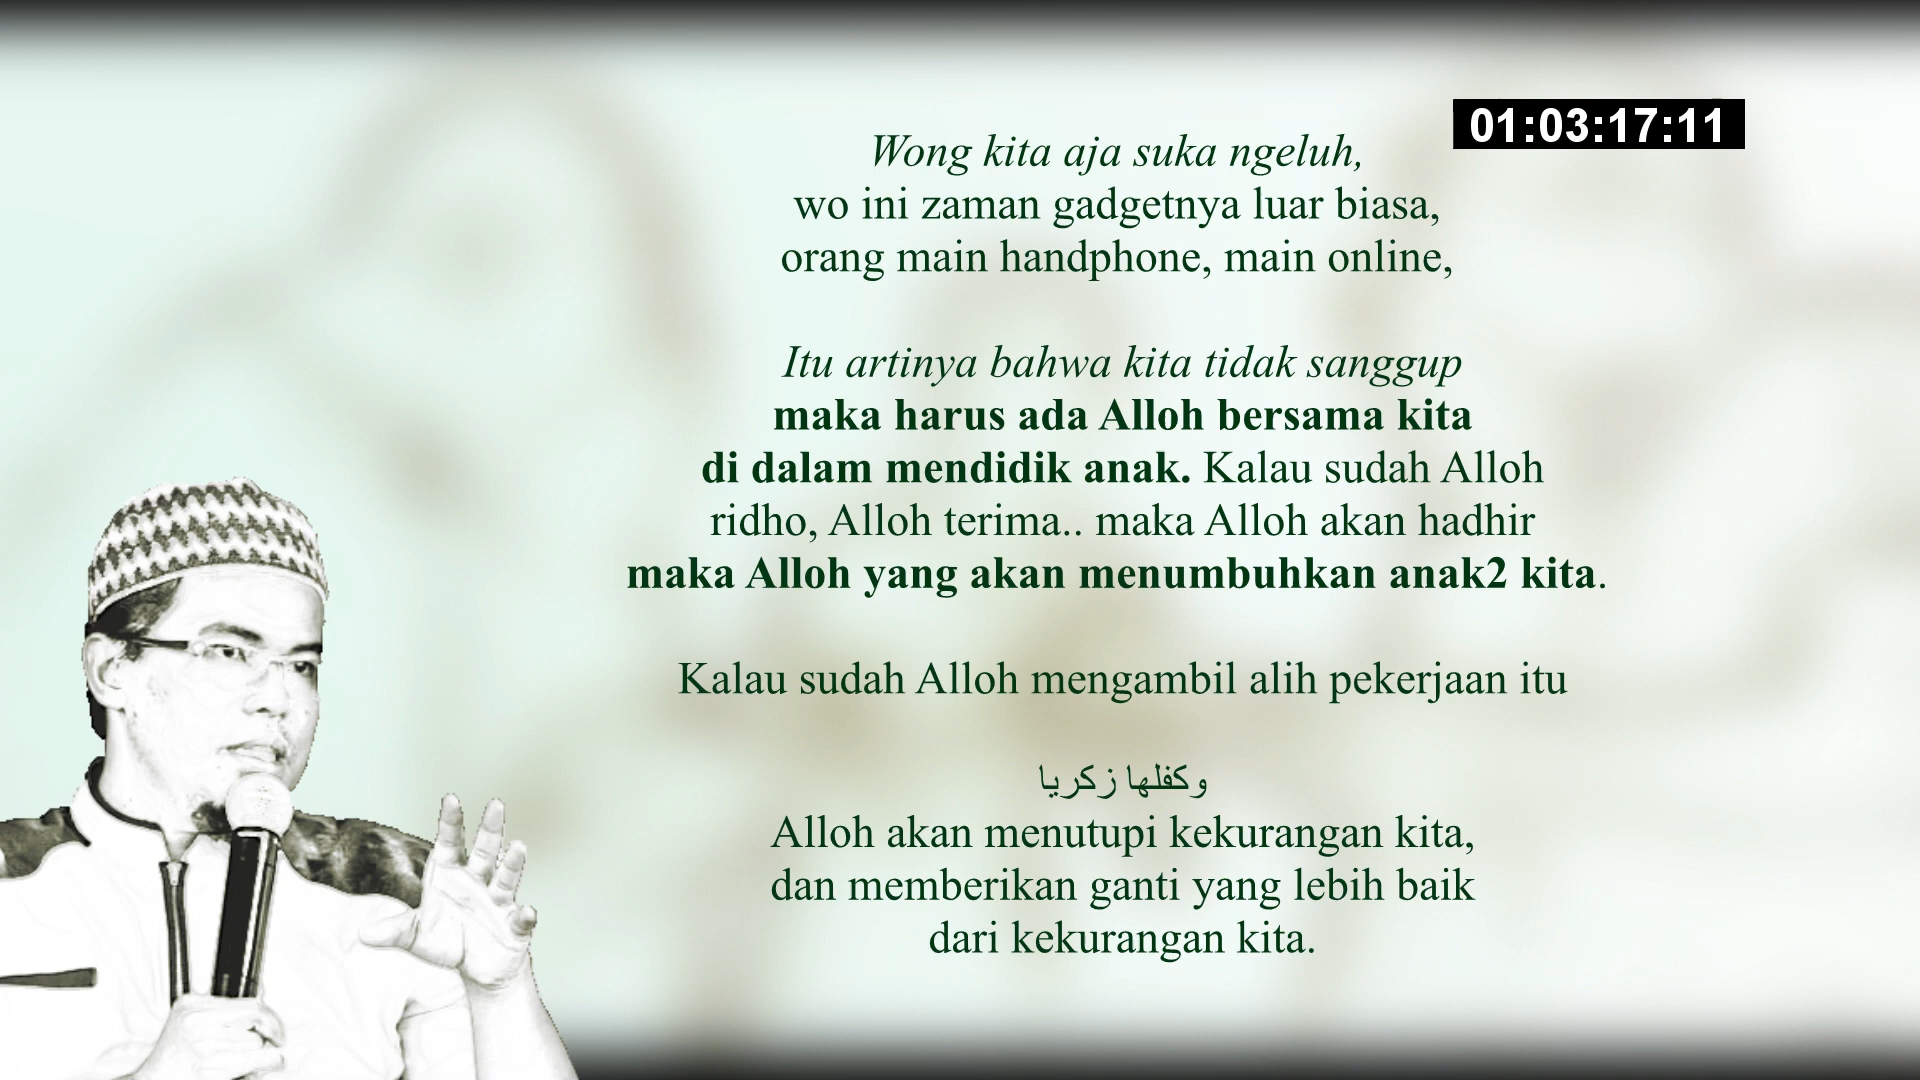 01:03:17:11
Wong kita aja suka ngeluh,
wo ini zaman gadgetnya luar biasa,
orang main handphone, main online,
Itu artinya bahwa kita tidak sanggup
maka harus ada Alloh bersama kita
di dalam mendidik anak. Kalau sudah Alloh
ridho, Alloh terima.. maka Alloh akan hadhir
maka Alloh yang akan menumbuhkan anak2 kita.
Kalau sudah Alloh mengambil alih pekerjaan itu
وكفلها زكريا
Alloh akan menutupi kekurangan kita,
dan memberikan ganti yang lebih baik
dari kekurangan kita.